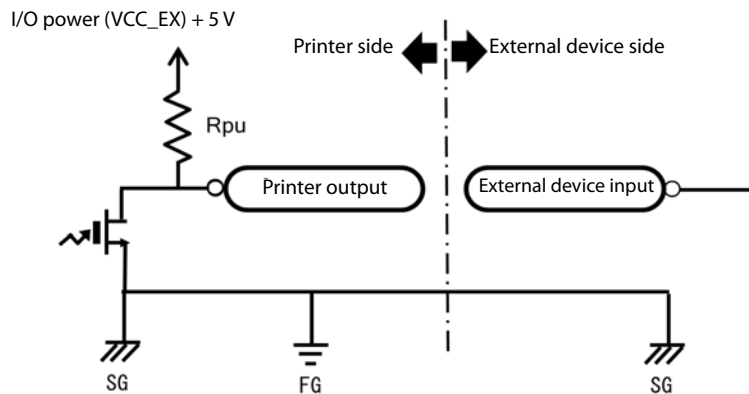 I/O power (VCC_EX) + 5 V
Printer side
External device side
Rpu
Printer output
External device input
SG
FG
SG